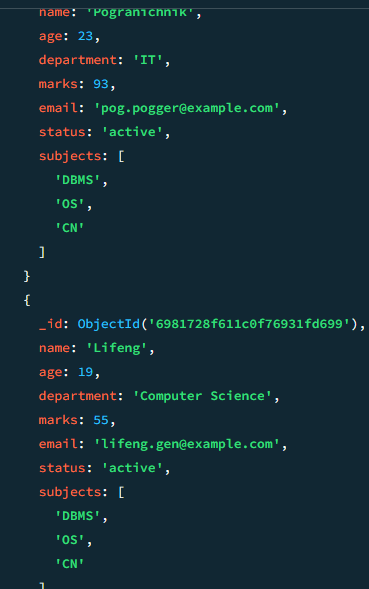 name: 'Pogranichnik',
age: 23,
department: 'IT',
marks: 93,
email: 'pog.pogger@example.com',
status: 'active',
subjects: [
'DBMS',
'OS',
'CN'
]
}
{
_id: ObjectId('6981728f611c0f76931fd699'),
name: 'Lifeng',
age: 19,
department: 'Computer Science',
marks: 55,
email: 'lifeng.gen@example.com',
status: 'active',
subjects: [
'DBMS',
'OS',
'CN'
]